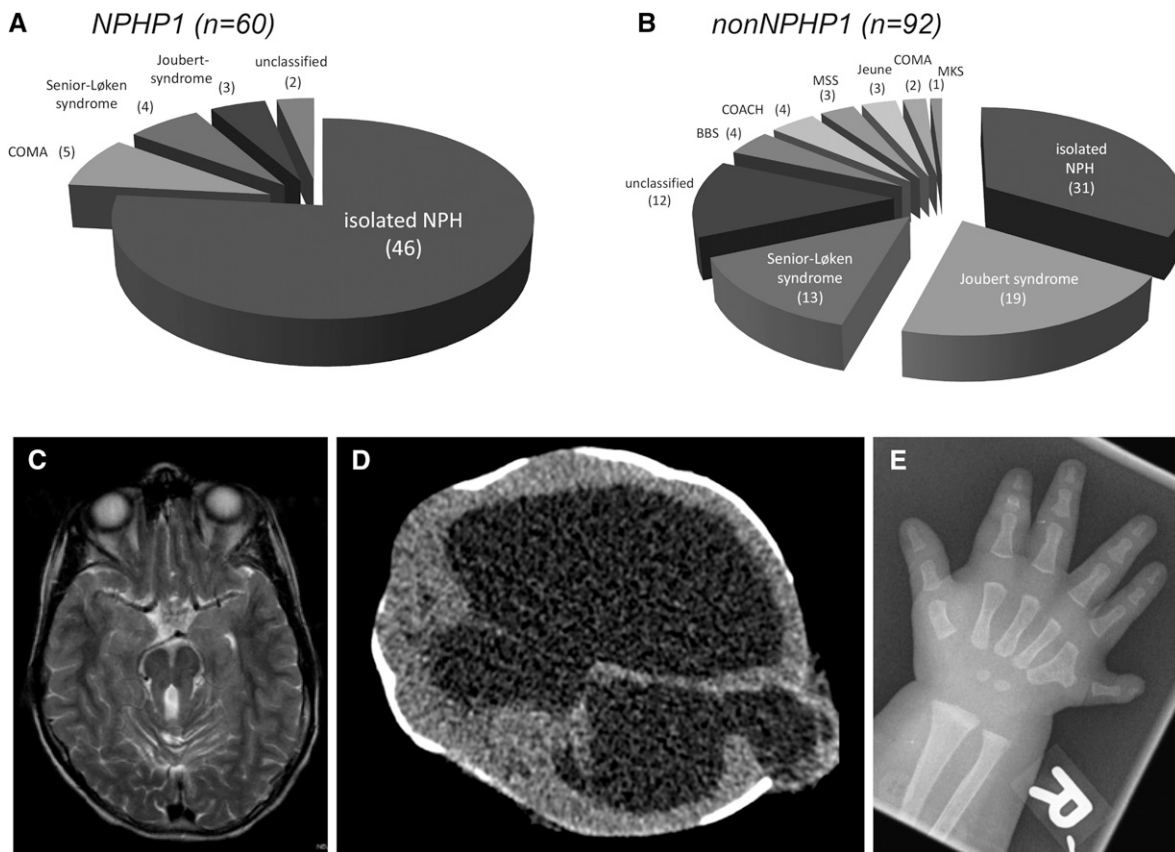 A
NPHP1 (n=60)
Joubert-
syndrome
(3)
unclassified
(2)
Senior-Løken
syndrome
(4)
COMA (5)
isolated NPH
(46)
B
nonNPHP1 (n=92)
MKS
(1)
COMA
(2)
Jeune
(3)
MSS
(3)
COACH (4)
BBS (4)
unclassified
(12)
Senior-Løken
syndrome
(13)
Joubert syndrome
(19)
isolated
NPH
(31)
C
D
E
R